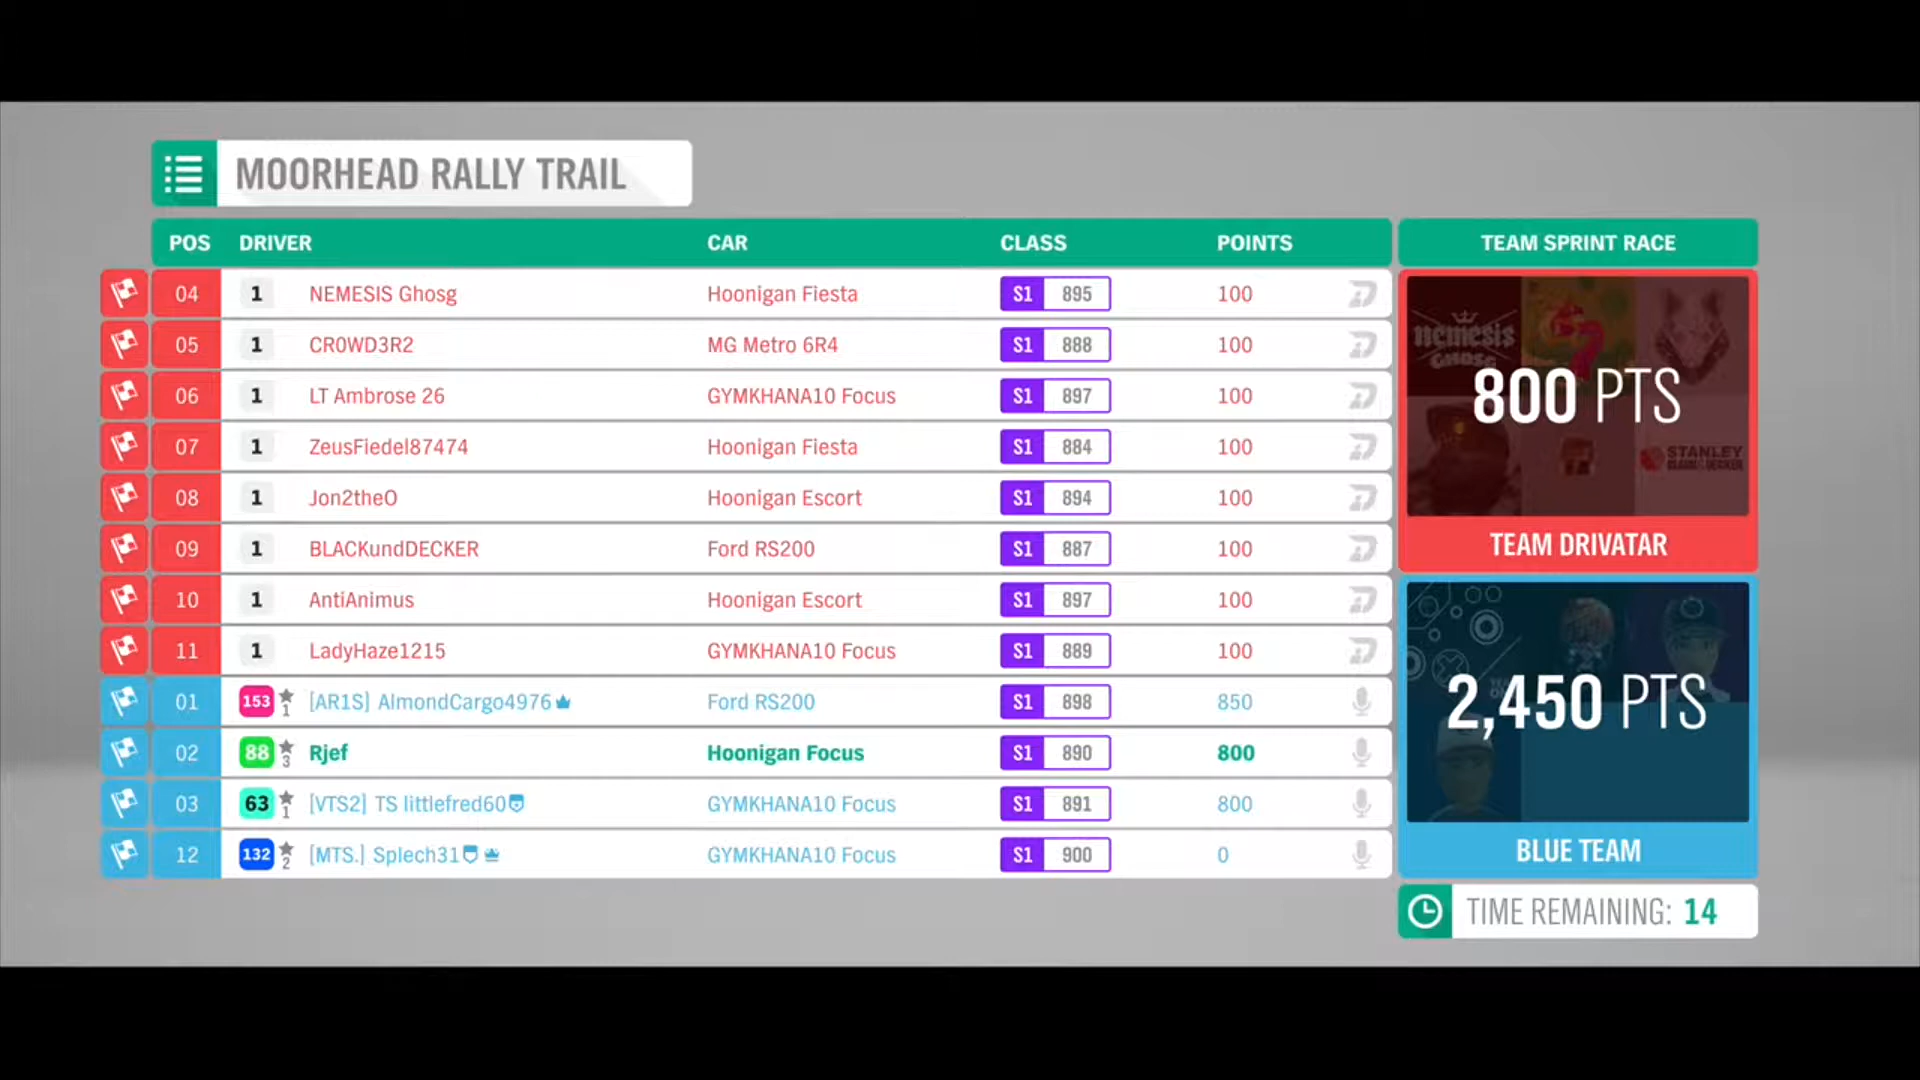 MOORHEAD RALLY TRAIL
POS DRIVER CAR CLASS POINTS
04 1 NEMESIS Ghosg Hoonigan Fiesta S1 895 100
05 1 CR0WD3R2 MG Metro 6R4 S1 888 100
06 1 LT Ambrose 26 GYMKHANA10 Focus S1 897 100
07 1 ZeusFiedel87474 Hoonigan Fiesta S1 884 100
08 1 Jon2theO Hoonigan Escort S1 894 100
09 1 BLACKundDECKER Ford RS200 S1 887 100
10 1 AntiAnimus Hoonigan Escort S1 897 100
11 1 LadyHaze1215 GYMKHANA10 Focus S1 889 100
01 153 1 [AR1S] AlmondCargo4976 Ford RS200 S1 898 850
02 88 3 Rjef Hoonigan Focus S1 890 800
03 63 1 [VTS2] TS littlefred60 GYMKHANA10 Focus S1 891 800
12 132 2 [MTS.] Splech31 GYMKHANA10 Focus S1 900 0
TEAM SPRINT RACE
nemesis
GHOSG
800 PTS
STANLEY
BLACK & DECKER
TEAM DRIVATAR
2,450 PTS
BLUE TEAM
TIME REMAINING: 14